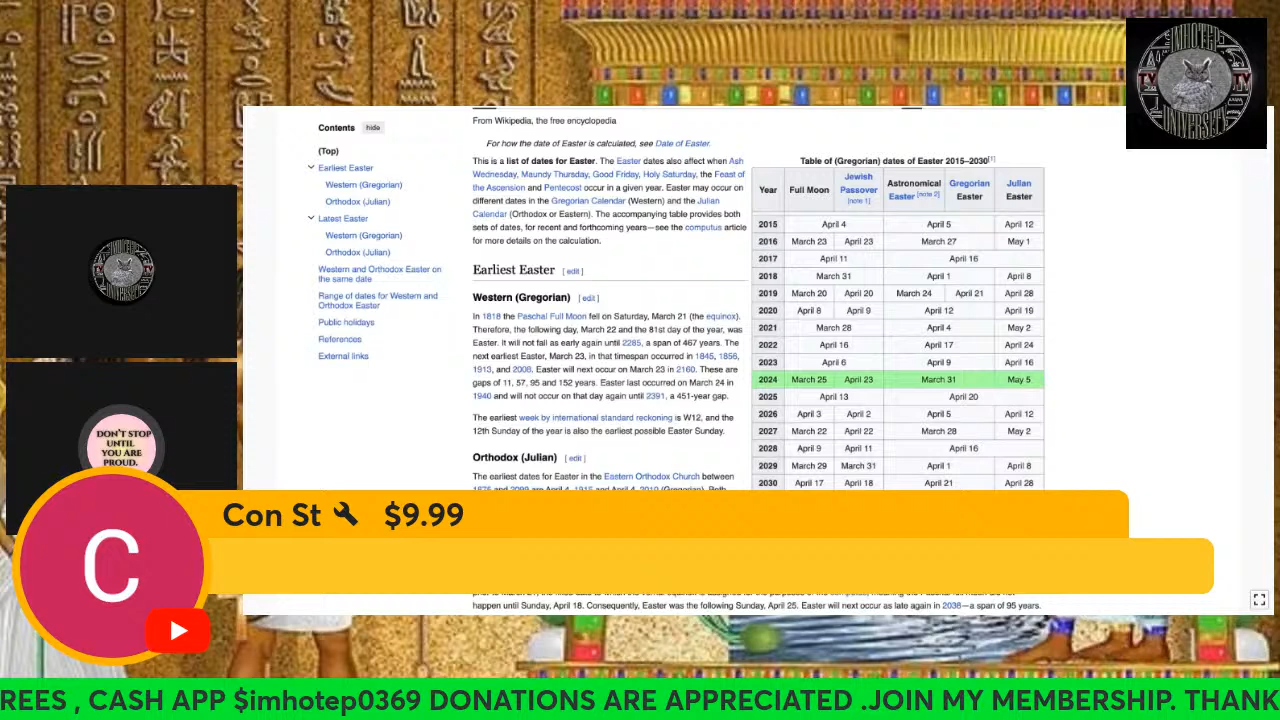 IMHOTEP
TV TV
UNIVERSITY
From Wikipedia, the free encyclopedia
Contents hide
(Top)
Earliest Easter
Western (Gregorian)
Orthodox (Julian)
Latest Easter
Western (Gregorian)
Orthodox (Julian)
Western and Orthodox Easter on
the same date
Range of dates for Western and
Orthodox Easter
Public holidays
References
External links
For how the date of Easter is calculated, see Date of Easter.
This is a list of dates for Easter. The Easter dates also affect when Ash
Wednesday, Maundy Thursday, Good Friday, Holy Saturday, the Feast of
the Ascension and Pentecost occur in a given year. Easter may occur on
different dates in the Gregorian Calendar (Western) and the Julian
Calendar (Orthodox or Eastern). The accompanying table provides both
sets of dates, for recent and forthcoming years—see the computus article
for more details on the calculation.
Earliest Easter [ edit ]
Western (Gregorian) [ edit ]
In 1818 the Paschal Full Moon fell on Saturday, March 21 (the equinox).
Therefore, the following day, March 22 and the 81st day of the year, was
Easter. It will not fall as early again until 2285, a span of 467 years. The
next earliest Easter, March 23, in that timespan occurred in 1845, 1856,
1913, and 2008. Easter will next occur on March 23 in 2160. These are
gaps of 11, 57, 95 and 152 years. Easter last occurred on March 24 in
1940 and will not occur on that day again until 2391, a 451-year gap.
The earliest week by international standard reckoning is W12, and the
12th Sunday of the year is also the earliest possible Easter Sunday.
Orthodox (Julian) [ edit ]
The earliest dates for Easter in the Eastern Orthodox Church between
Table of (Gregorian) dates of Easter 2015–2030[1]
Year Full Moon Jewish Passover [note 1] Astronomical Easter [note 2] Gregorian Easter Julian Easter
2015 April 4 April 5 April 12
2016 March 23 April 23 March 27 May 1
2017 April 11 April 16
2018 March 31 April 1 April 8
2019 March 20 April 20 March 24 April 21 April 28
2020 April 8 April 9 April 12 April 19
2021 March 28 April 4 May 2
2022 April 16 April 17 April 24
2023 April 6 April 9 April 16
2024 March 25 April 23 March 31 May 5
2025 April 13 April 20
2026 April 3 April 2 April 5 April 12
2027 March 22 April 22 March 28 May 2
2028 April 9 April 11 April 16
2029 March 29 March 31 April 1 April 8
2030 April 17 April 18 April 21 April 28
DON'T STOP
UNTIL
YOU ARE
PROUD.
Con St $9.99
C
happen until Sunday, April 18. Consequently, Easter was the following Sunday, April 25. Easter will next occur as late again in 2038—a span of 95 years.
REES , CASH APP $imhotep0369 DONATIONS ARE APPRECIATED .JOIN MY MEMBERSHIP. THANK